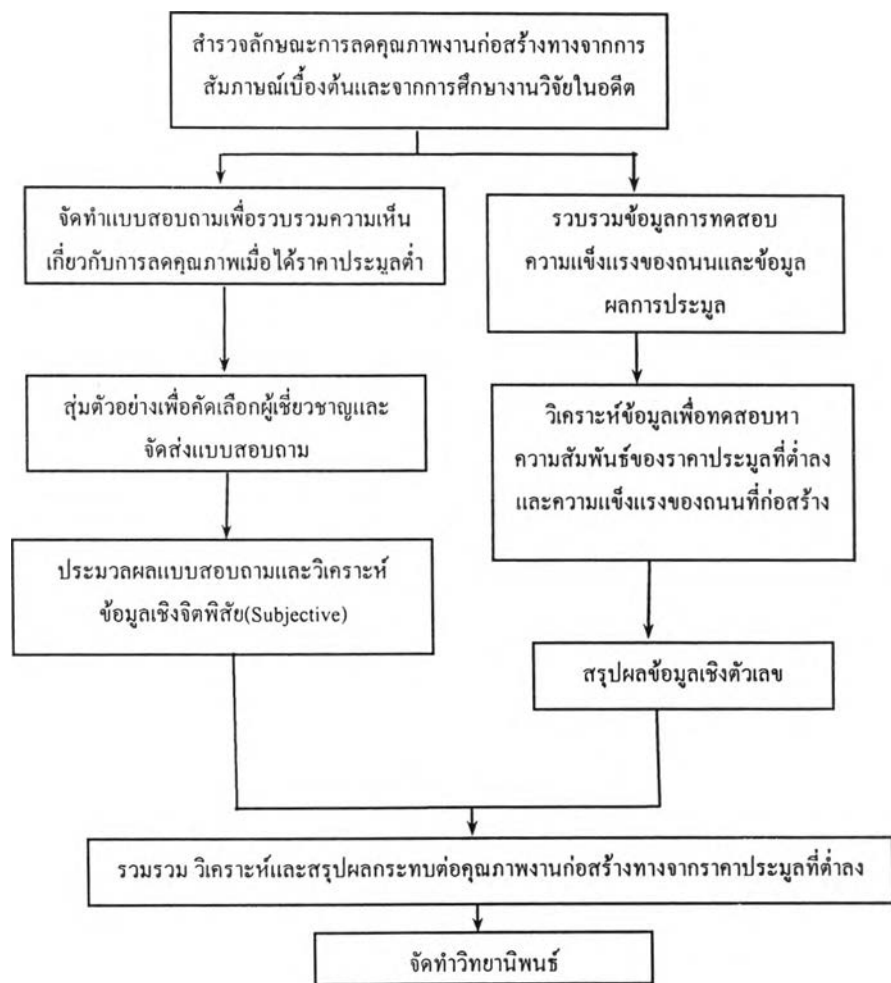 สำรวจลักษณะการลดคุณภาพงานก่อสร้างทางจากการ
สัมภาษณ์เบื้องต้นและจากการศึกษางานวิจัยในอดีต
จัดทำแบบสอบถามเพื่อรวบรวมความเห็น
เกี่ยวกับการลดคุณภาพเมื่อได้ราคาประมูลต่ำ
สุ่มตัวอย่างเพื่อคัดเลือกผู้เชี่ยวชาญและ
จัดส่งแบบสอบถาม
ประมวลผลแบบสอบถามและวิเคราะห์
ข้อมูลเชิงจิตพิสัย(Subjective)
รวบรวมข้อมูลการทดสอบ
ความแข็งแรงของถนนและข้อมูล
ผลการประมูล
วิเคราะห์ข้อมูลเพื่อทดสอบหา
ความสัมพันธ์ของราคาประมูลที่ต่ำลง
และความแข็งแรงของถนนที่ก่อสร้าง
สรุปผลข้อมูลเชิงตัวเลข
รวมรวม วิเคราะห์และสรุปผลกระทบต่อคุณภาพงานก่อสร้างทางจากราคาประมูลที่ต่ำลง
จัดทำวิทยานิพนธ์